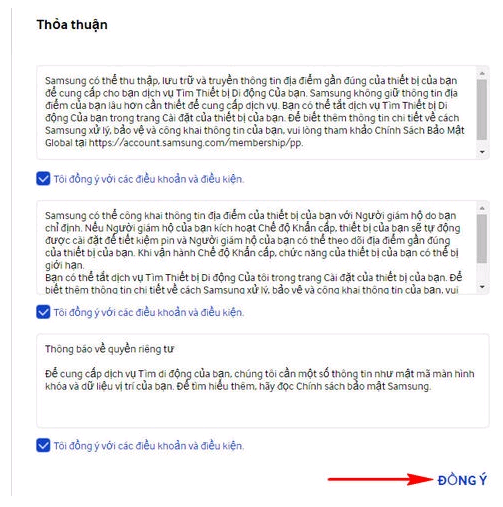 Thỏa thuận
Samsung có thể thu thập, lưu trữ và truyền thông tin địa điểm gần đúng của thiết bị của bạn
để cung cấp cho bạn dịch vụ Tìm Thiết bị Di động Của bạn. Samsung không giữ thông tin địa
điểm của bạn lâu hơn cần thiết để cung cấp dịch vụ. Bạn có thể tắt dịch vụ Tìm Thiết bị Di
động Của bạn trong trang Cài đặt của thiết bị của bạn. Để biết thêm thông tin chi tiết về cách
Samsung xử lý, bảo vệ và công khai thông tin của bạn, vui lòng tham khảo Chính Sách Bảo Mật
Global tại https://account.samsung.com/membership/pp.
Tôi đồng ý với các điều khoản và điều kiện.
Samsung có thể công khai thông tin địa điểm của thiết bị của bạn với Người giám hộ do bạn
chỉ định. Nếu Người giám hộ của bạn kích hoạt Chế độ Khẩn cấp, thiết bị của bạn sẽ tự động
được cài đặt để tiết kiệm pin và Người giám hộ của bạn có thể theo dõi địa điểm gần đúng
của thiết bị của bạn. Khi vận hành Chế độ Khẩn cấp, chức năng của thiết bị của bạn có thể bị
giới hạn.
Bạn có thể tắt dịch vụ Tìm Thiết bị Di Động Của tôi trong trang Cài đặt của thiết bị của bạn. Để
biết thêm thông tin chi tiết về cách Samsung xử lý, bảo vệ và công khai thông tin của bạn, vui
Tôi đồng ý với các điều khoản và điều kiện.
Thông báo về quyền riêng tư
Để cung cấp dịch vụ Tìm di động của bạn, chúng tôi cần một số thông tin như mật mã màn hình
khóa và dữ liệu vị trí của bạn. Để tìm hiểu thêm, hãy đọc Chính sách bảo mật Samsung.
Tôi đồng ý với các điều khoản và điều kiện.
ĐỒNG Ý